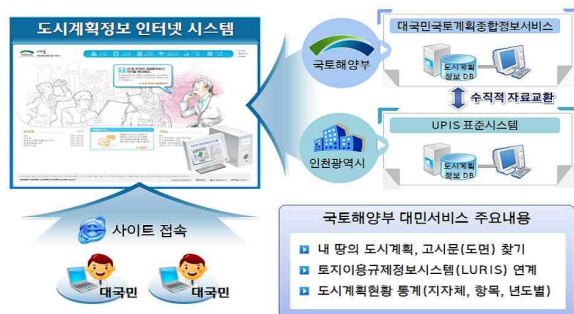 도시계획정보 인터넷 시스템
국토해양부
대국민국토계획종합정보서비스
도시계획
정보 DB
수직적 자료교환
인천광역시
UPIS 표준시스템
도시계획
정보 DB
사이트 접속
대국민
대국민
국토해양부 대민서비스 주요내용
내 땅의 도시계획, 고시문(도면) 찾기
토지이용규제정보시스템(LURIS) 연계
도시계획현황 통계(지자체, 항목, 년도별)